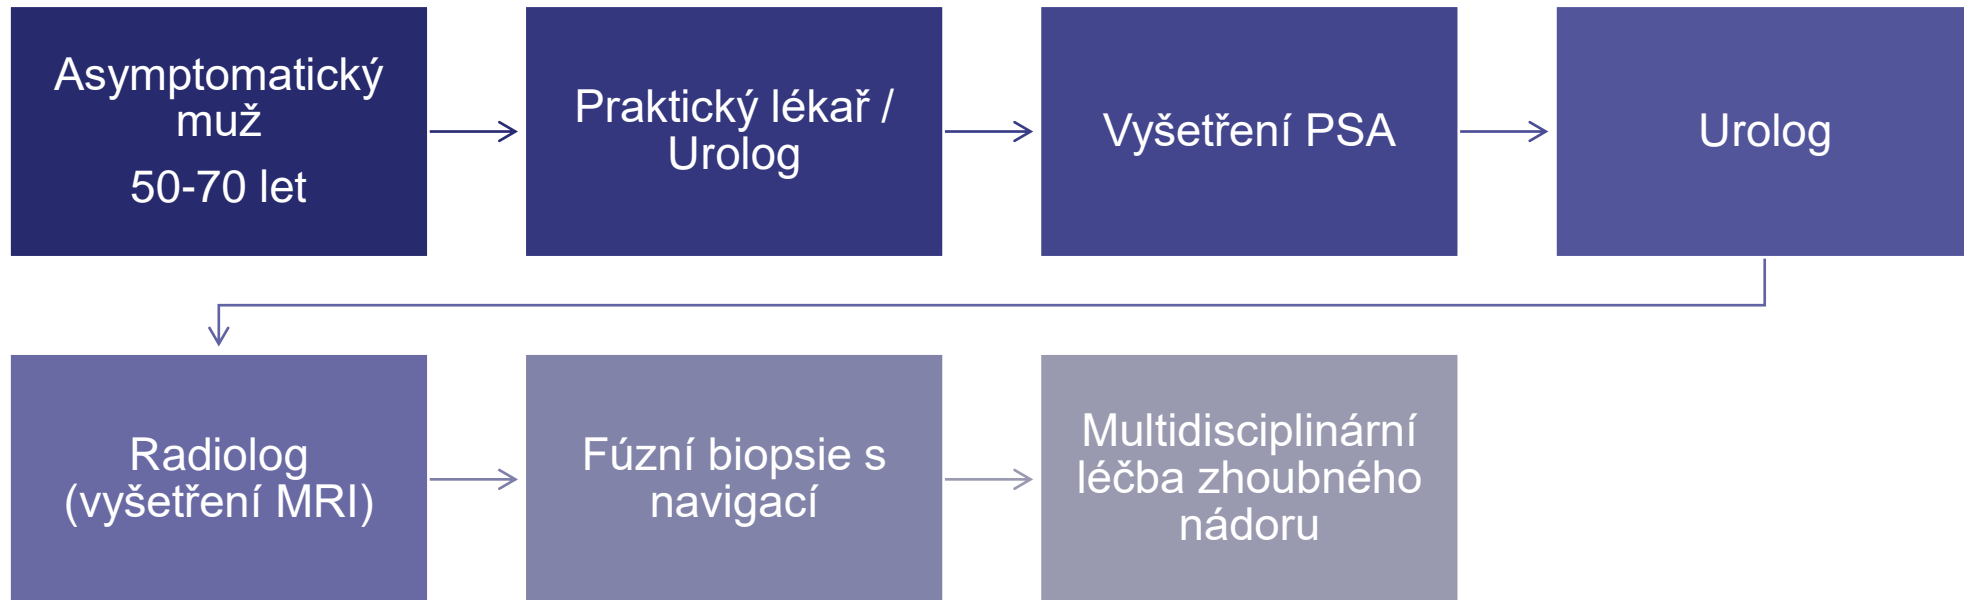 Asymptomatický
muž
50-70 let
Praktický lékař /
Urolog
Vyšetření PSA
Urolog
Radiolog
(vyšetření MRI)
Fúzní biopsie s
navigací
Multidisciplinární
léčba zhoubného
nádoru